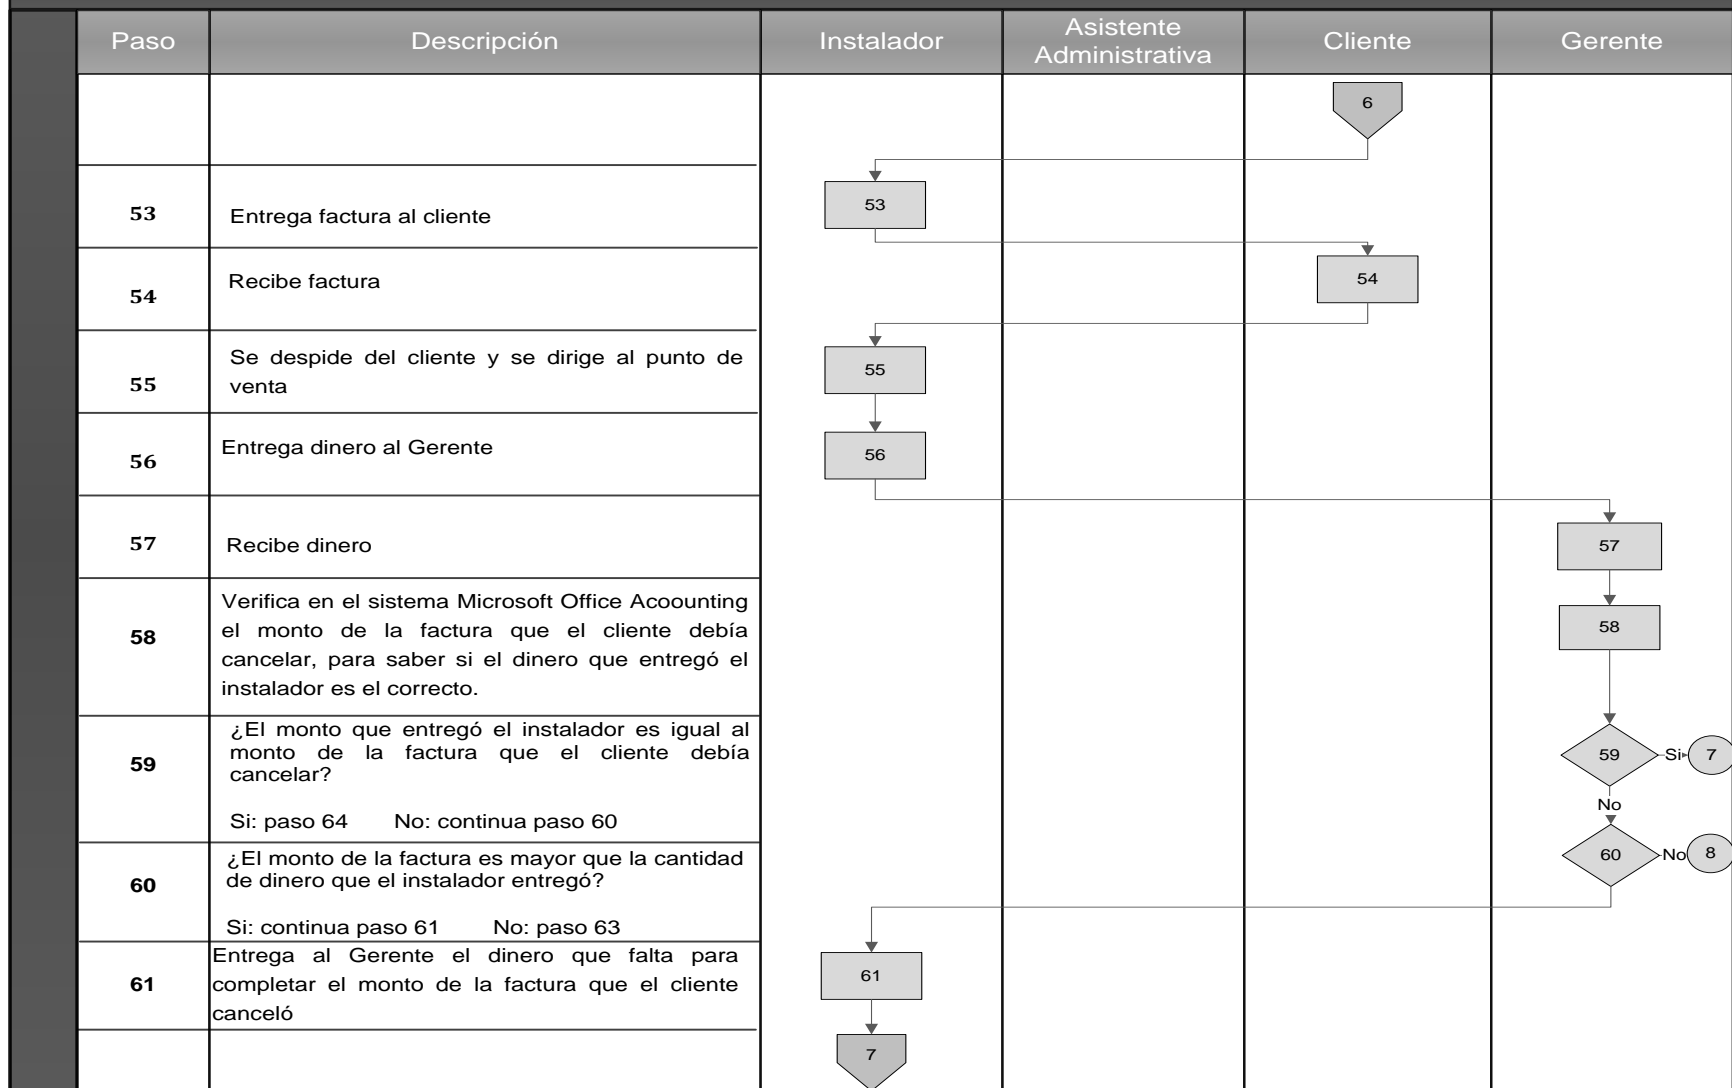 Paso
Descripción
Instalador
Asistente
Administrativa
Cliente
Gerente
6
53
Entrega factura al cliente
53
54
Recibe factura
54
55
Se despide del cliente y se dirige al punto de
venta
55
56
Entrega dinero al Gerente
56
57
Recibe dinero
57
58
Verifica en el sistema Microsoft Office Acoounting
el monto de la factura que el cliente debía
cancelar, para saber si el dinero que entregó el
instalador es el correcto.
58
59
¿El monto que entregó el instalador es igual al
monto de la factura que el cliente debía
cancelar?
Si: paso 64 No: continua paso 60
59
Si
7
No
60
¿El monto de la factura es mayor que la cantidad
de dinero que el instalador entregó?
Si: continua paso 61 No: paso 63
60
No
8
61
Entrega al Gerente el dinero que falta para
completar el monto de la factura que el cliente
canceló
61
7